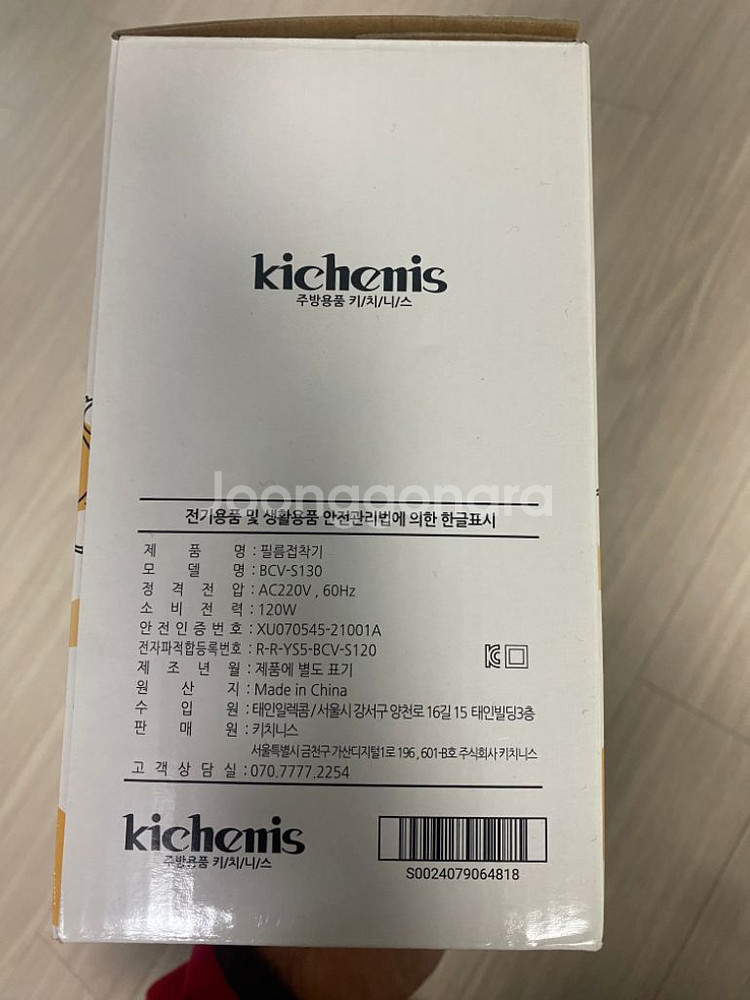 kichenis
주방용품 키/치/니/스
joonggonara
전기용품 및 생활용품 안전관리법에 의한 한글표시
제 품 명 : 필름접착기
모 델 명 : BCV-S130
정 격 전 압 : AC220V , 60Hz
소 비 전 력 : 120W
안전인증번호 : XU070545-21001A
전자파적합등록번호 : R-R-YS5-BCV-S120
제 조 년 월 : 제품에 별도 표기
원 산 지 : Made in China
수 입 원 : 태인일렉콤 / 서울시 강서구 양천로 16길 15 태인빌딩3층
판 매 원 : 키치니스
서울특별시 금천구 가산디지털1로 196 , 601-B호 주식회사 키치니스
고 객 상 담 실 : 070.7777.2254
kichenis
주방용품 키/치/니/스
S0024079064818